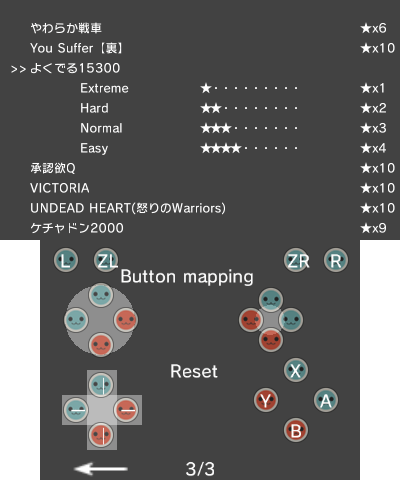 やわらか戦車 ★x6
You Suffer【裏】 ★x10
>>よくでる15300
Extreme ★・・・・・・・・・ ★x1
Hard ★★・・・・・・・・ ★x2
Normal ★★★・・・・・・・ ★x3
Easy ★★★★・・・・・・ ★x4
承認欲Q ★x10
VICTORIA ★x10
UNDEAD HEART(怒りのWarriors) ★x10
ケチャドン2000 ★x9
L ZL ZR R
Button mapping
Reset
X
Y A
B
3/3